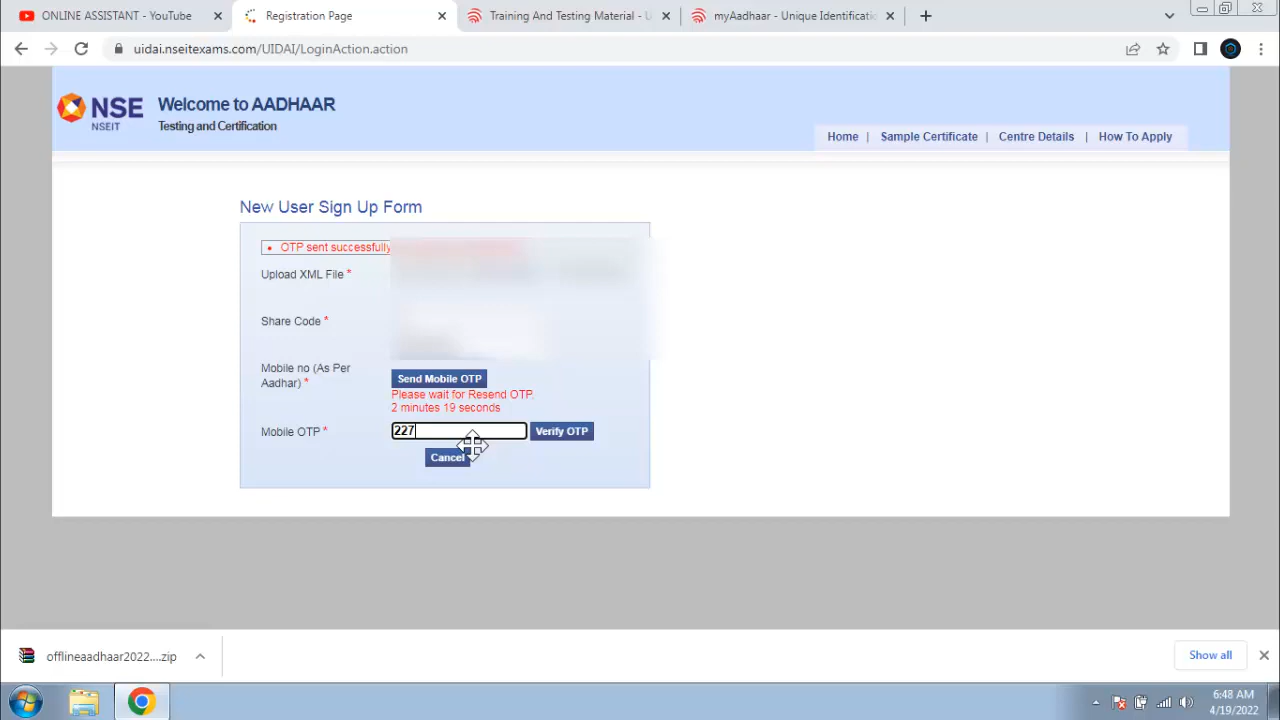 ONLINE ASSISTANT - YouTube
Registration Page
Training And Testing Material - U
myAadhaar - Unique Identificati
uidai.nseitexams.com/UIDAI/LoginAction.action
NSE
NSEIT
Welcome to AADHAAR
Testing and Certification
Home | Sample Certificate | Centre Details | How To Apply
New User Sign Up Form
OTP sent successfully
Upload XML File *
Share Code *
Mobile no (As Per
Aadhar) *
Send Mobile OTP
Please wait for Resend OTP.
2 minutes 19 seconds
Mobile OTP *
227
Verify OTP
Cancel
offlineaadhaar2022....zip
Show all
6:48 AM
4/19/2022